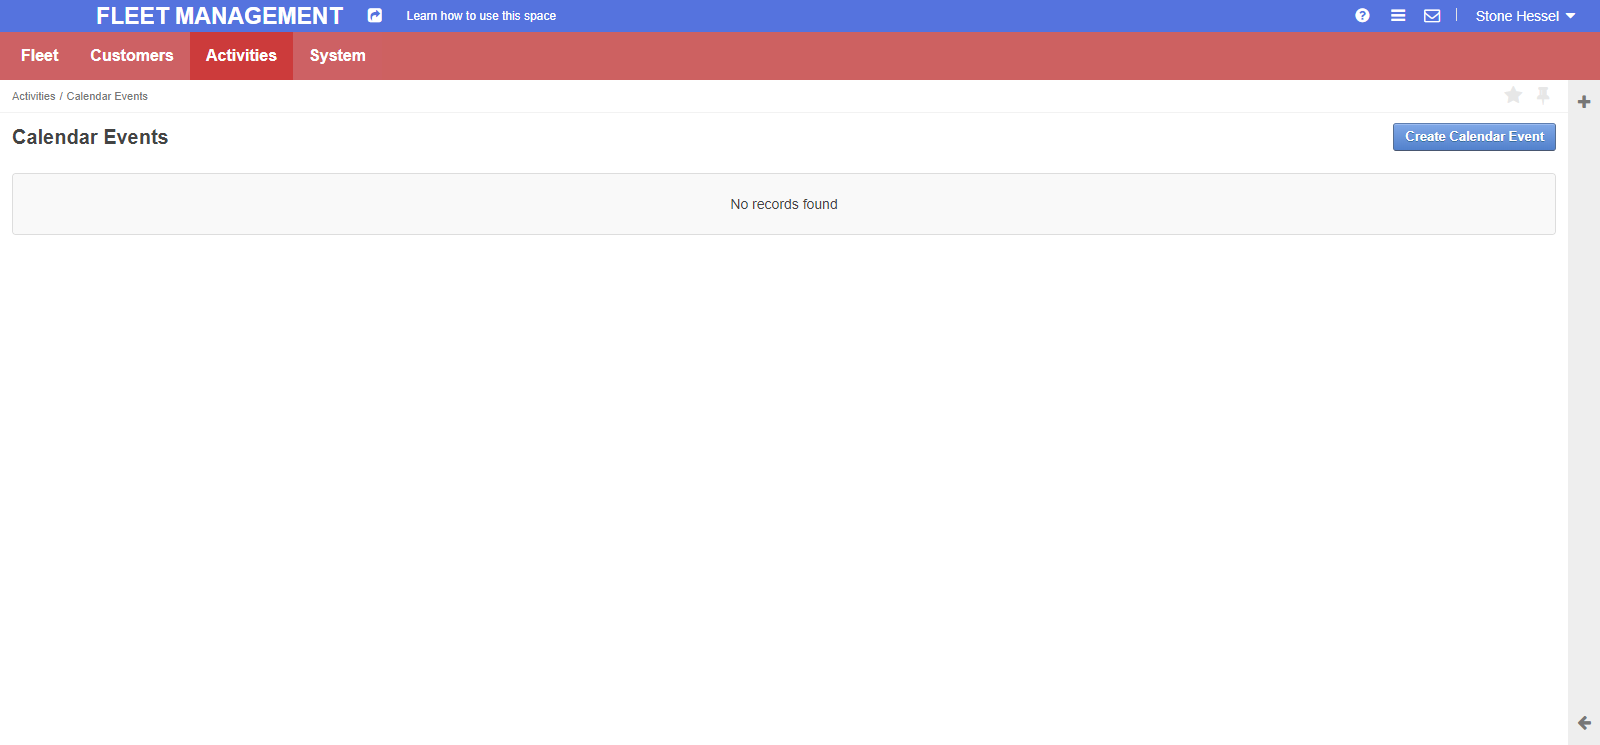 FLEET MANAGEMENT Learn how to use this space Stone Hessel
Fleet Customers Activities System
Activities / Calendar Events
Calendar Events Create Calendar Event
No records found